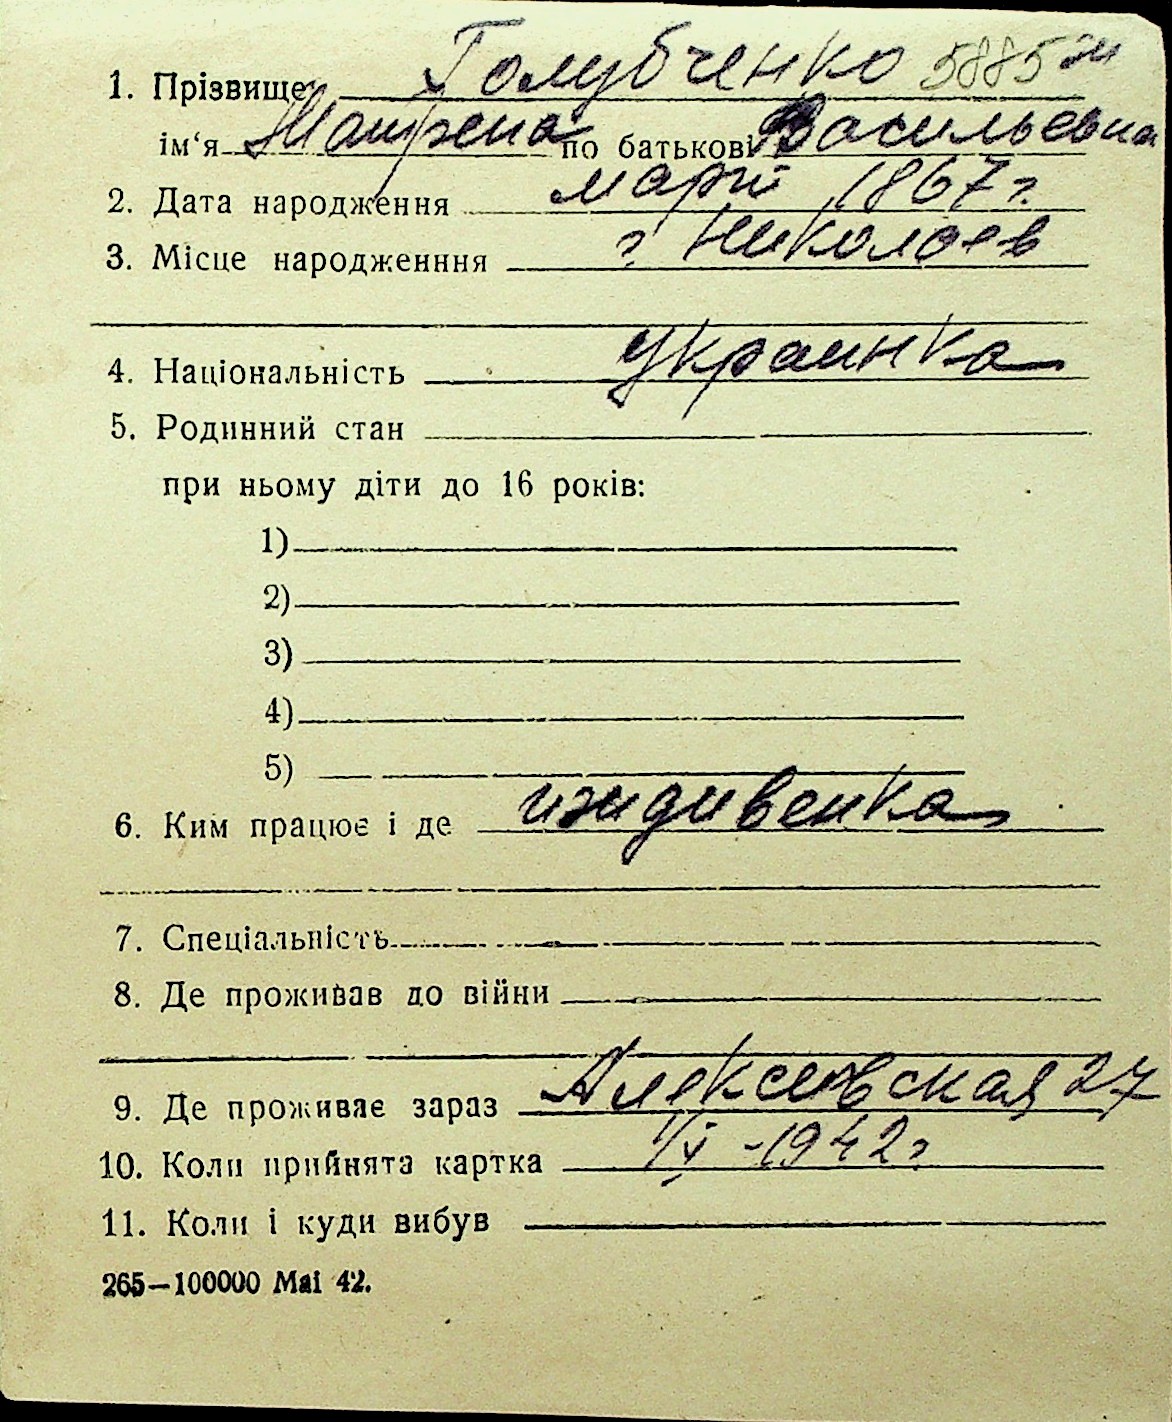 1. Прізвище Голубченко 5885
ім'я Матрена по батькові Васильевна
2. Дата народження март 1867 г.
3. Місце народженння г. Николаев
4. Національність украинка
5. Родинний стан
при ньому діти до 16 років:
1)
2)
3)
4)
5)
6. Ким працює і де иждивенка
7. Спеціальність
8. Де проживав до війни
9. Де проживає зараз Алексеевская 27
10. Коли прийнята картка -1942 г
11. Коли і куди вибув
265—100000 Mai 42.